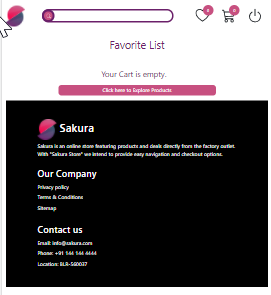 0
0
Favorite List
Your Cart is empty.
Click here to Explore Products
Sakura
Sakura is an online store featuring products and deals directly from the factory outlet.
With "Sakura Store" we intend to provide easy navigation and checkout options.
Our Company
Privacy policy
Terms & Conditions
Sitemap
Contact us
Email: info@sakura.com
Phone: +91 144 144 4444
Location: BLR-560037